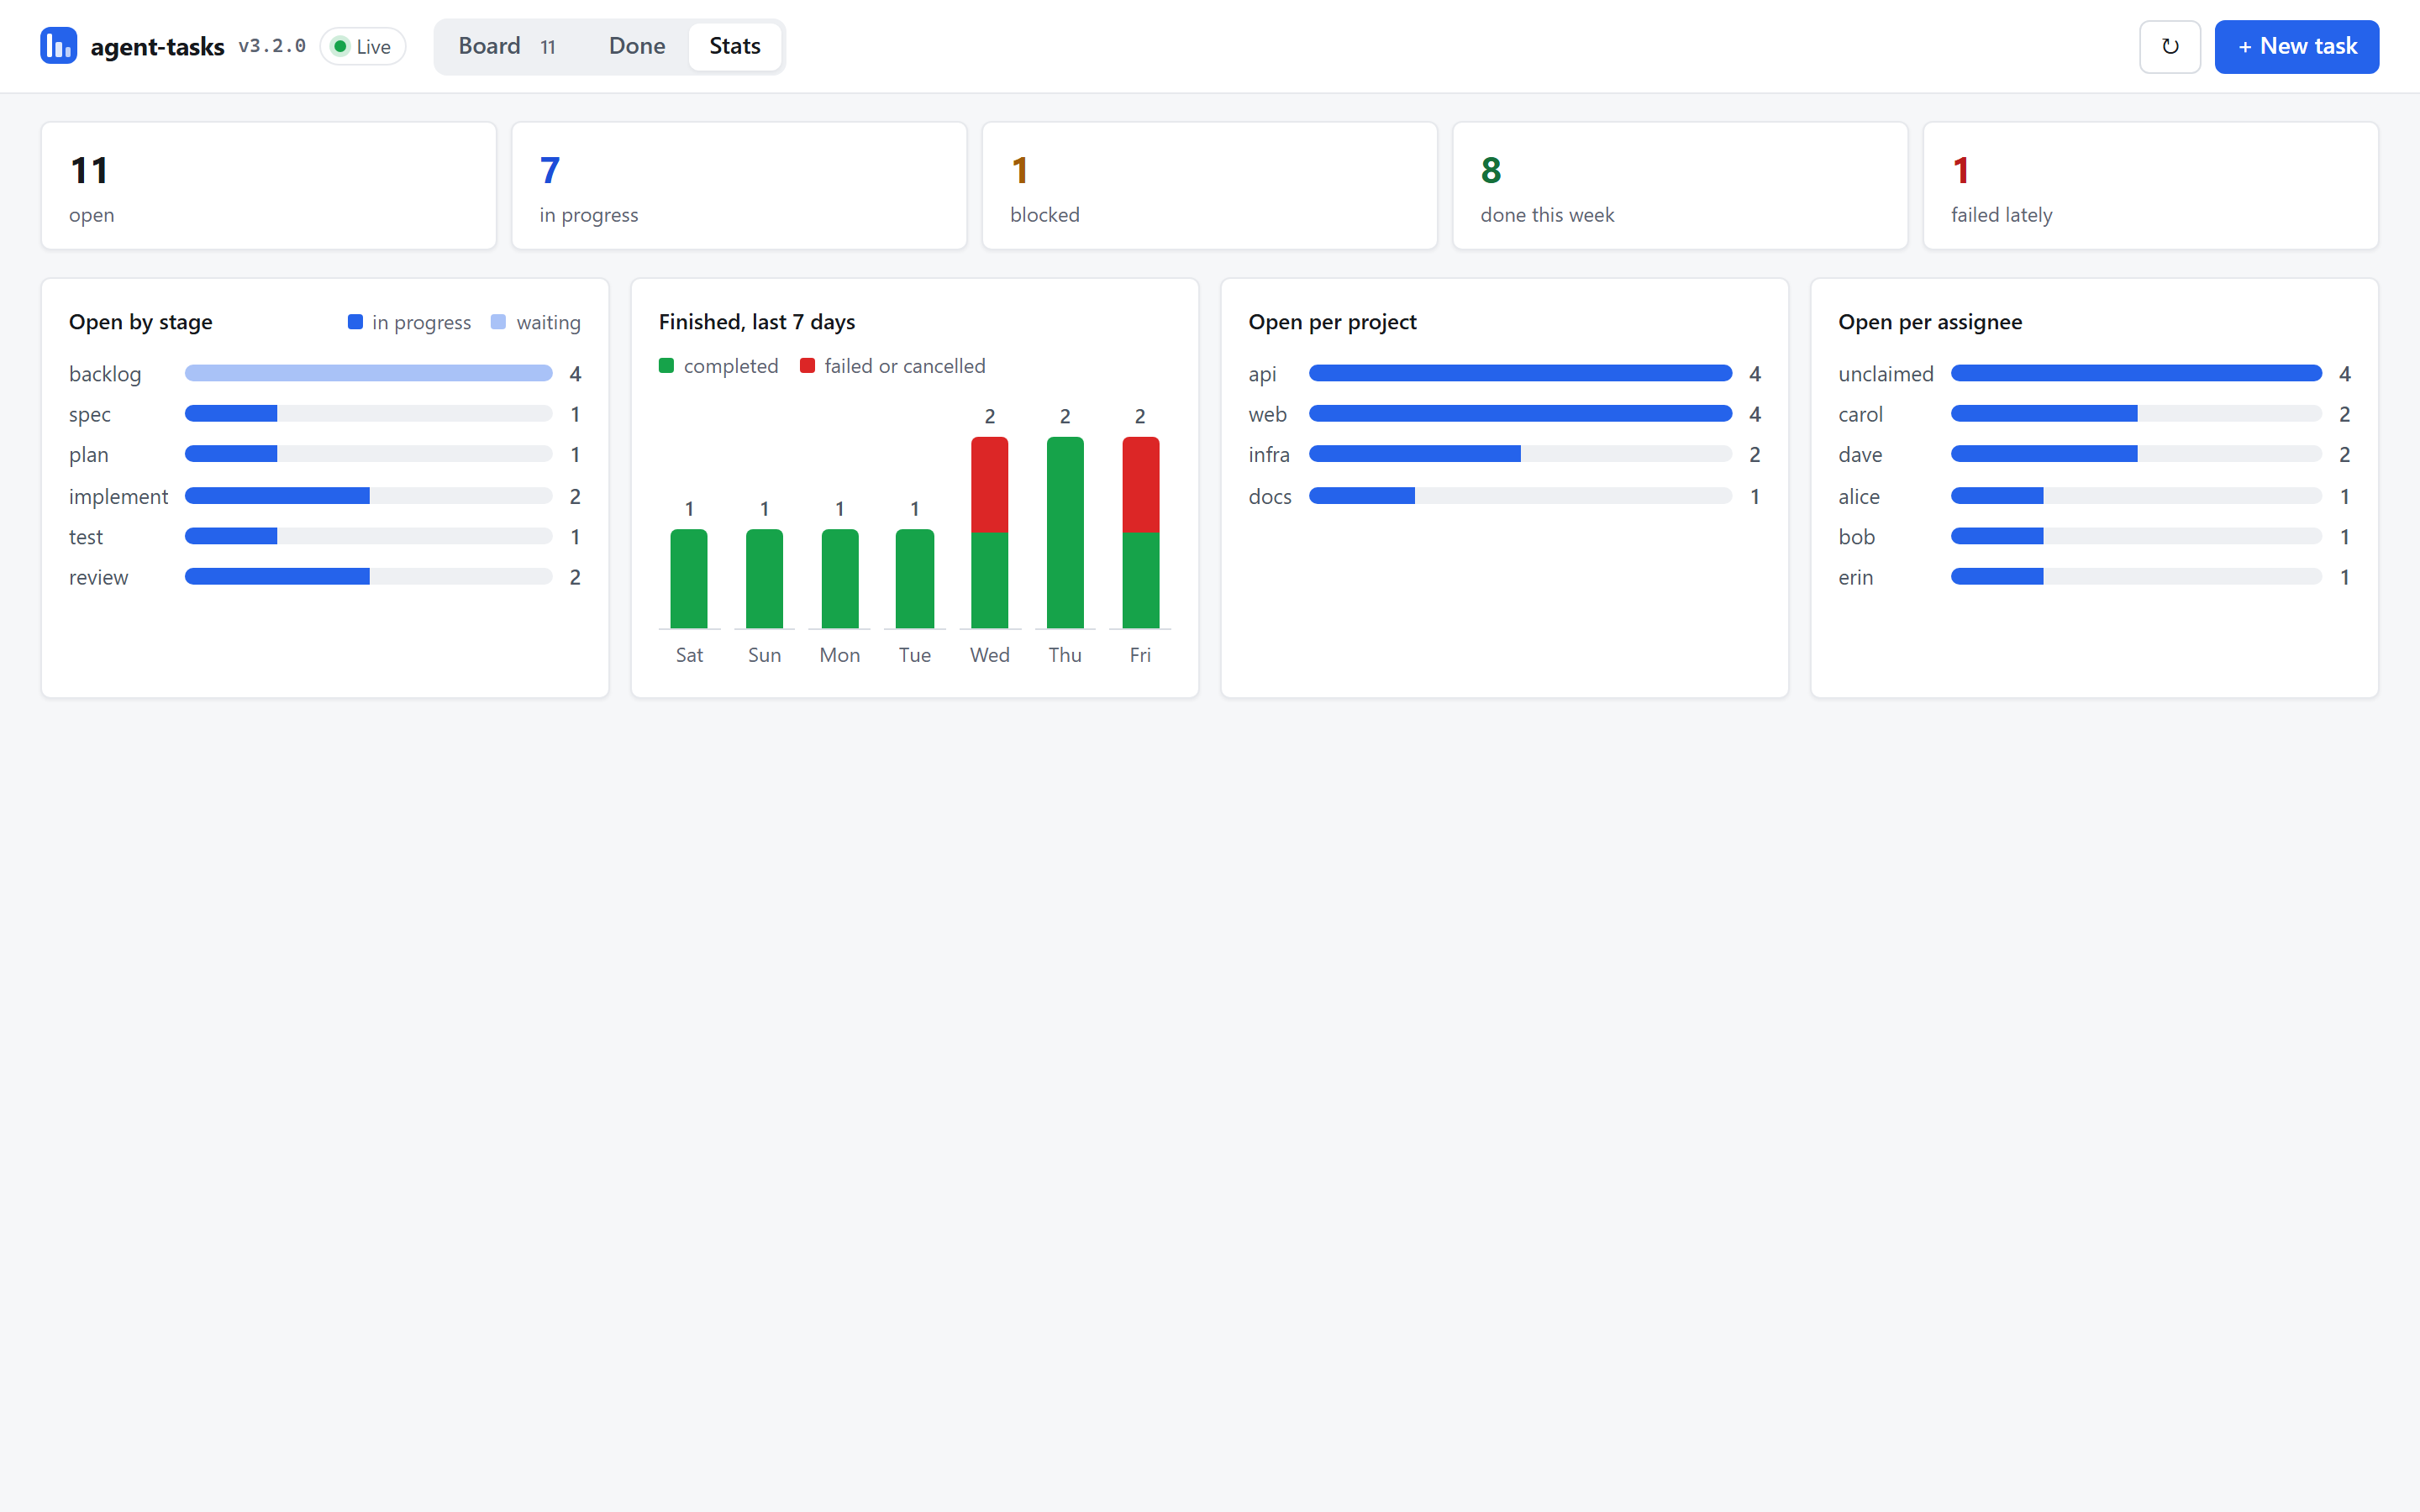 agent-tasks v3.2.0 Live Board 11 Done Stats ↻ + New task
11
open
7
in progress
1
blocked
8
done this week
1
failed lately
Open by stage in progress waiting
backlog 4
spec 1
plan 1
implement 2
test 1
review 2
Finished, last 7 days
completed failed or cancelled
1 1 1 1 2 2 2
Sat Sun Mon Tue Wed Thu Fri
Open per project
api 4
web 4
infra 2
docs 1
Open per assignee
unclaimed 4
carol 2
dave 2
alice 1
bob 1
erin 1